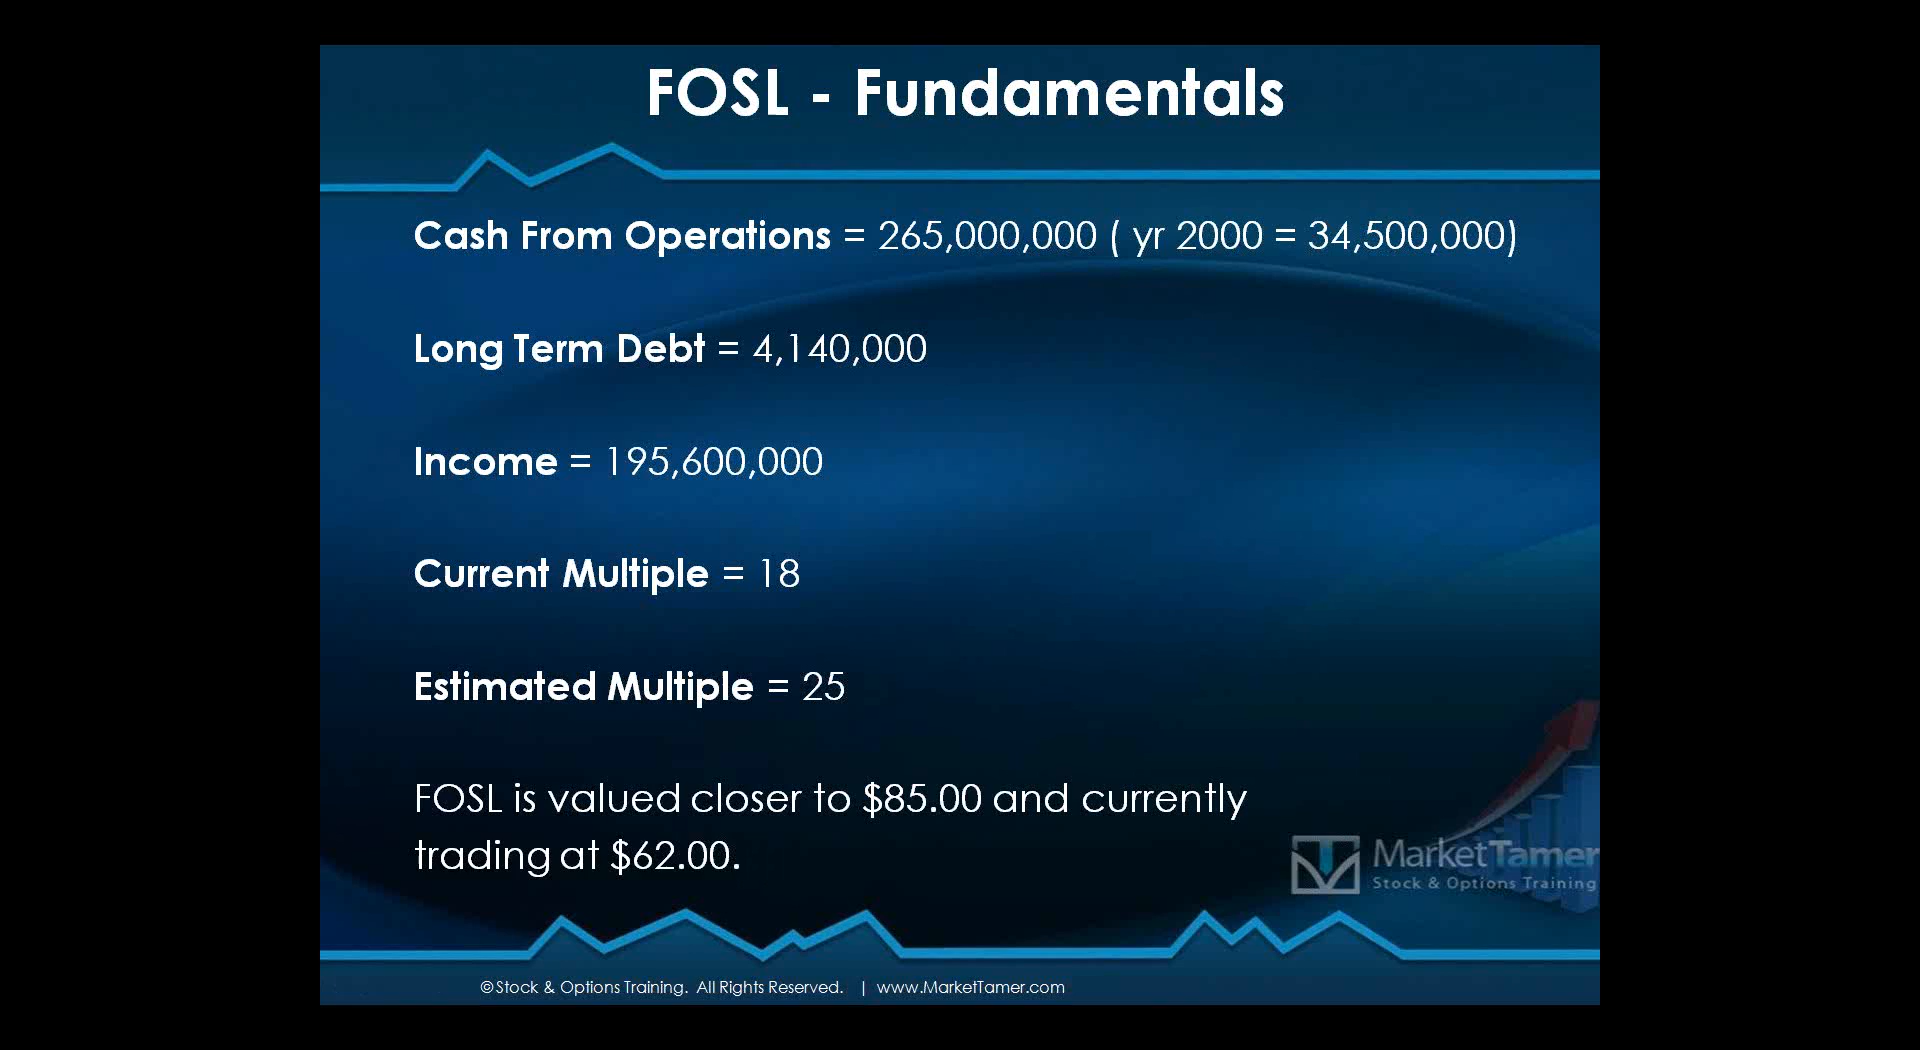 FOSL - Fundamentals
Cash From Operations = 265,000,000 ( yr 2000 = 34,500,000)
Long Term Debt = 4,140,000
Income = 195,600,000
Current Multiple = 18
Estimated Multiple = 25
FOSL is valued closer to $85.00 and currently
trading at $62.00.
MarketTamer
Stock & Options Training
©Stock & Options Training. All Rights Reserved. | www.MarketTamer.com